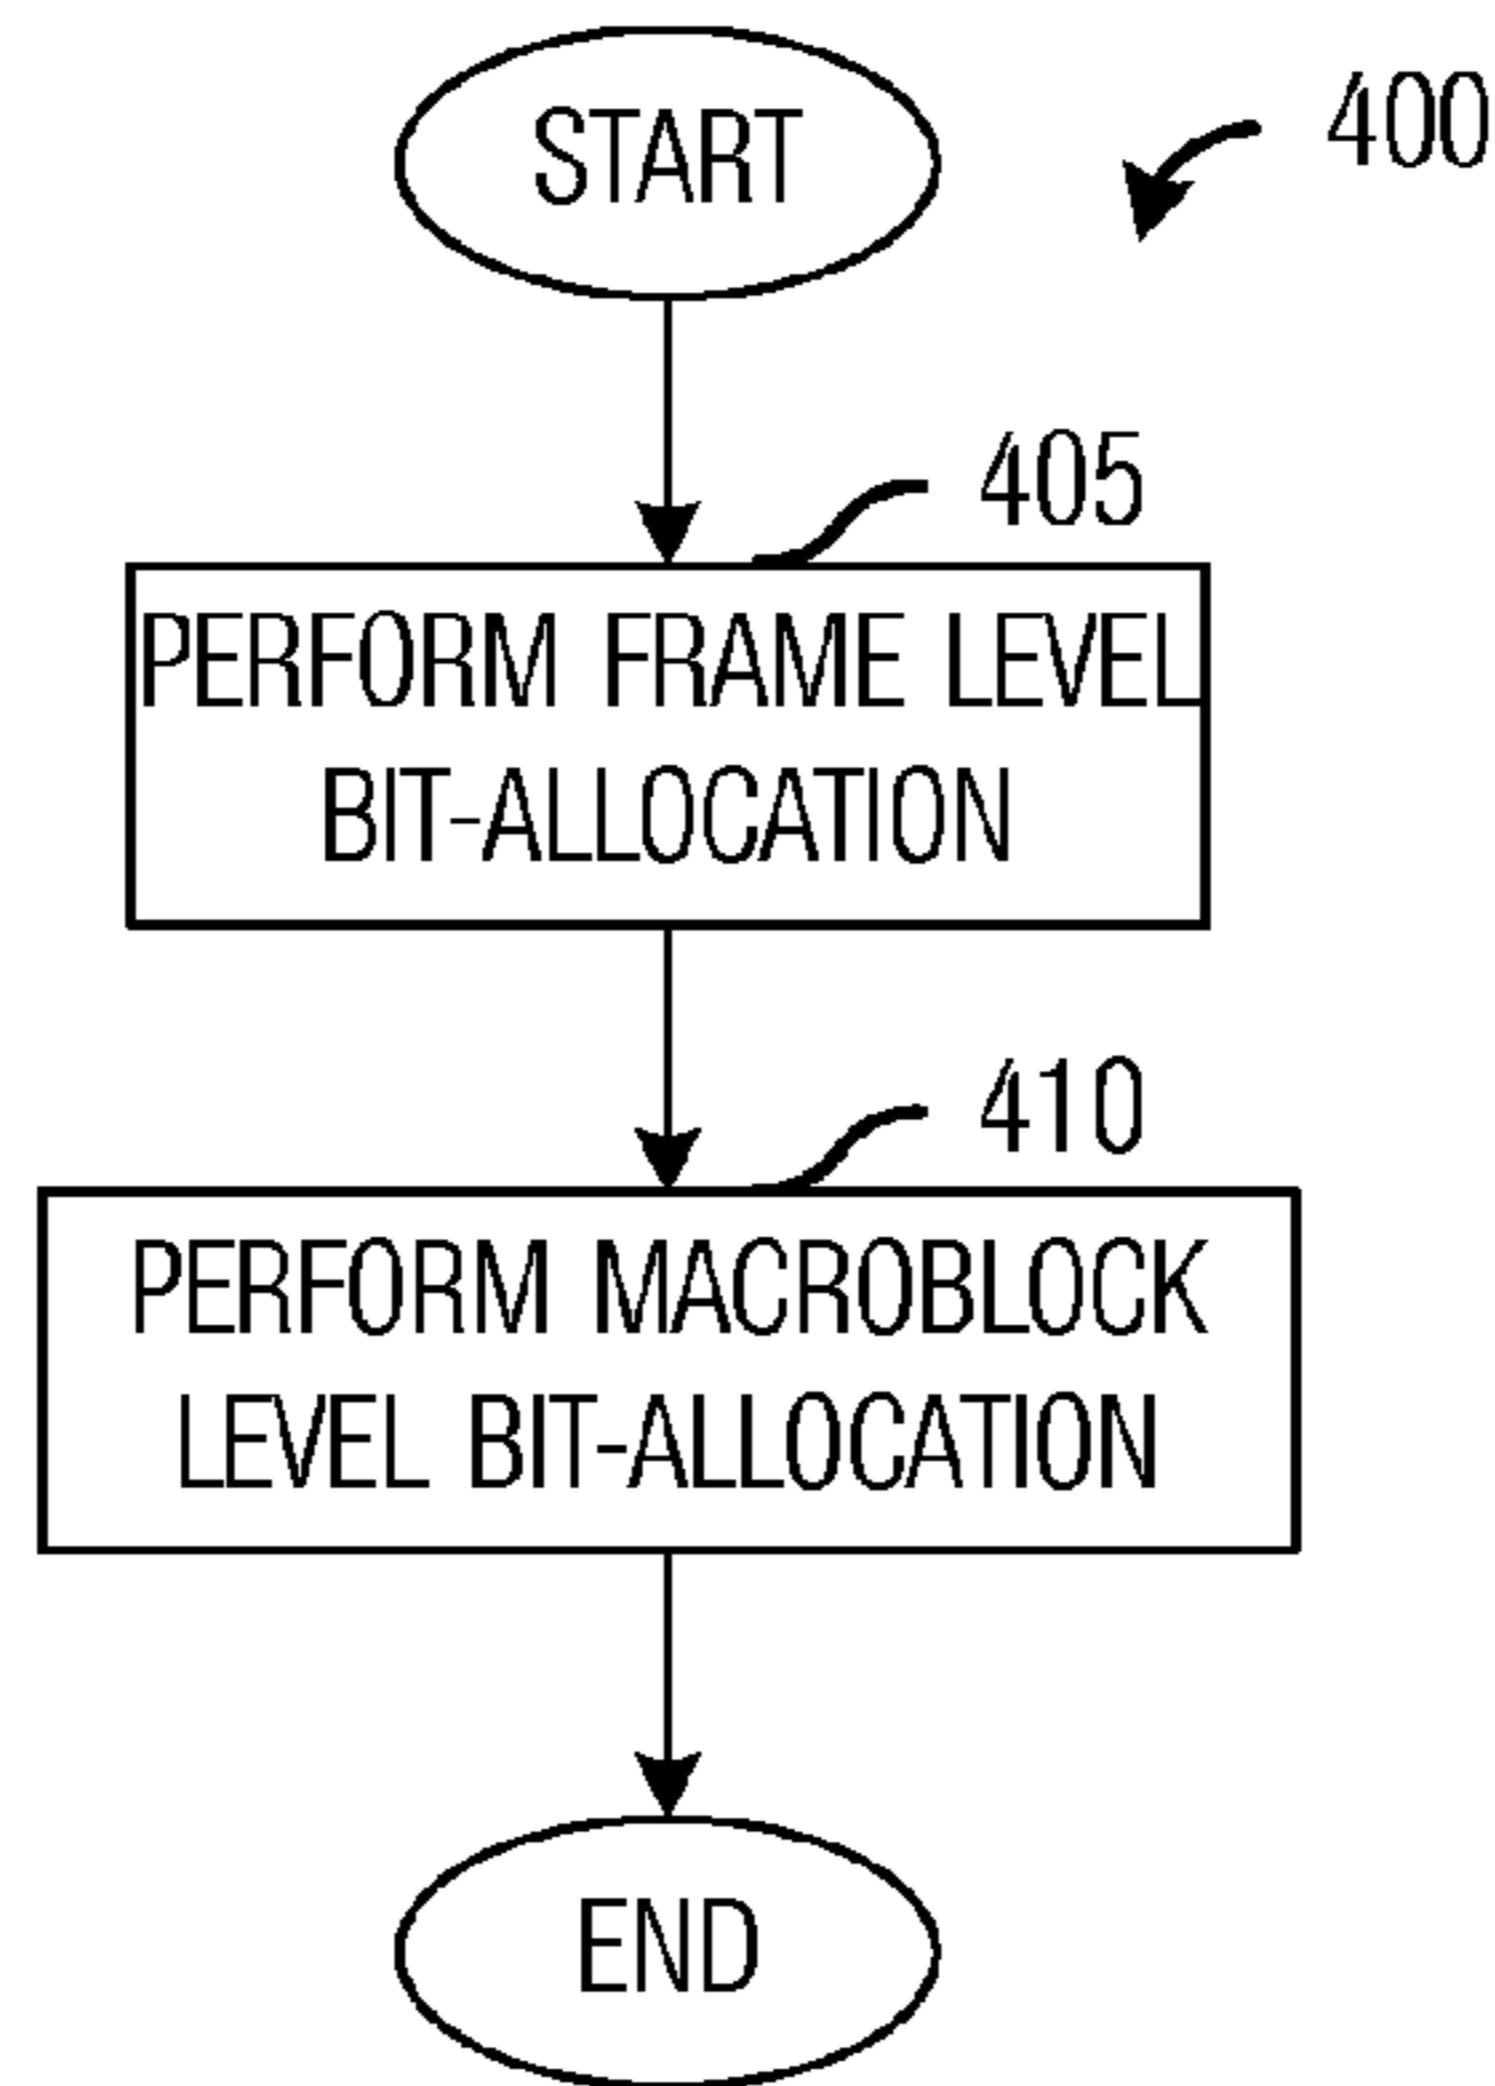 START
400
405
PERFORM FRAME LEVEL
BIT-ALLOCATION
410
PERFORM MACROBLOCK
LEVEL BIT-ALLOCATION
END